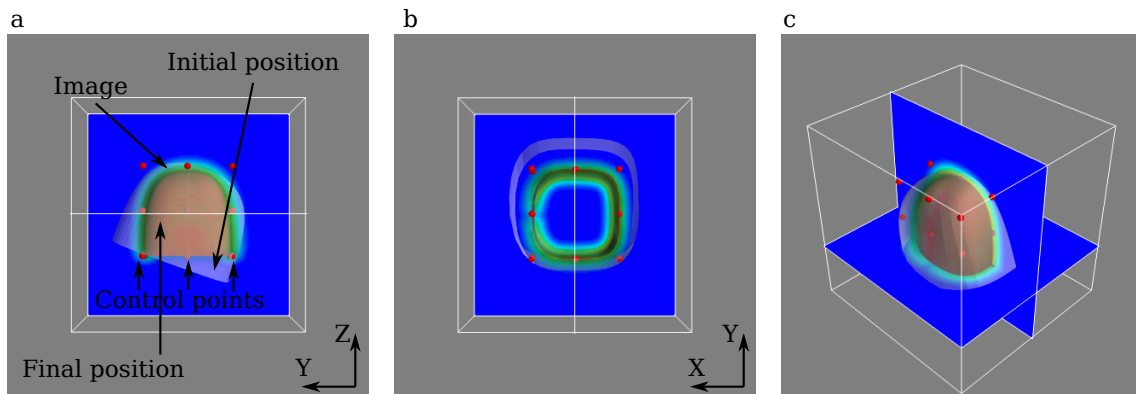 a
b
c
Initial position
Image
Control points
Final position
Z
Y
Y
X